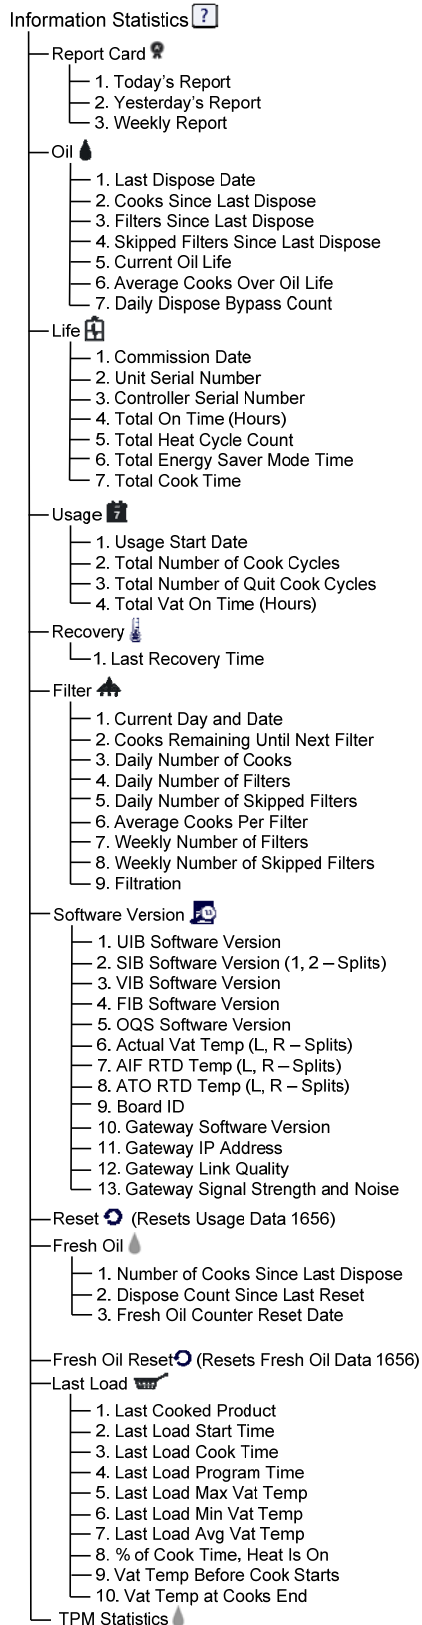 Information Statistics ?
Report Card
1. Today's Report
2. Yesterday's Report
3. Weekly Report
Oil
1. Last Dispose Date
2. Cooks Since Last Dispose
3. Filters Since Last Dispose
4. Skipped Filters Since Last Dispose
5. Current Oil Life
6. Average Cooks Over Oil Life
7. Daily Dispose Bypass Count
Life
1. Commission Date
2. Unit Serial Number
3. Controller Serial Number
4. Total On Time (Hours)
5. Total Heat Cycle Count
6. Total Energy Saver Mode Time
7. Total Cook Time
Usage 7
1. Usage Start Date
2. Total Number of Cook Cycles
3. Total Number of Quit Cook Cycles
4. Total Vat On Time (Hours)
Recovery
1. Last Recovery Time
Filter
1. Current Day and Date
2. Cooks Remaining Until Next Filter
3. Daily Number of Cooks
4. Daily Number of Filters
5. Daily Number of Skipped Filters
6. Average Cooks Per Filter
7. Weekly Number of Filters
8. Weekly Number of Skipped Filters
9. Filtration
Software Version
1. UIB Software Version
2. SIB Software Version (1, 2 – Splits)
3. VIB Software Version
4. FIB Software Version
5. OQS Software Version
6. Actual Vat Temp (L, R – Splits)
7. AIF RTD Temp (L, R – Splits)
8. ATO RTD Temp (L, R – Splits)
9. Board ID
10. Gateway Software Version
11. Gateway IP Address
12. Gateway Link Quality
13. Gateway Signal Strength and Noise
Reset (Resets Usage Data 1656)
Fresh Oil
1. Number of Cooks Since Last Dispose
2. Dispose Count Since Last Reset
3. Fresh Oil Counter Reset Date
Fresh Oil Reset (Resets Fresh Oil Data 1656)
Last Load
1. Last Cooked Product
2. Last Load Start Time
3. Last Load Cook Time
4. Last Load Program Time
5. Last Load Max Vat Temp
6. Last Load Min Vat Temp
7. Last Load Avg Vat Temp
8. % of Cook Time, Heat Is On
9. Vat Temp Before Cook Starts
10. Vat Temp at Cooks End
TPM Statistics